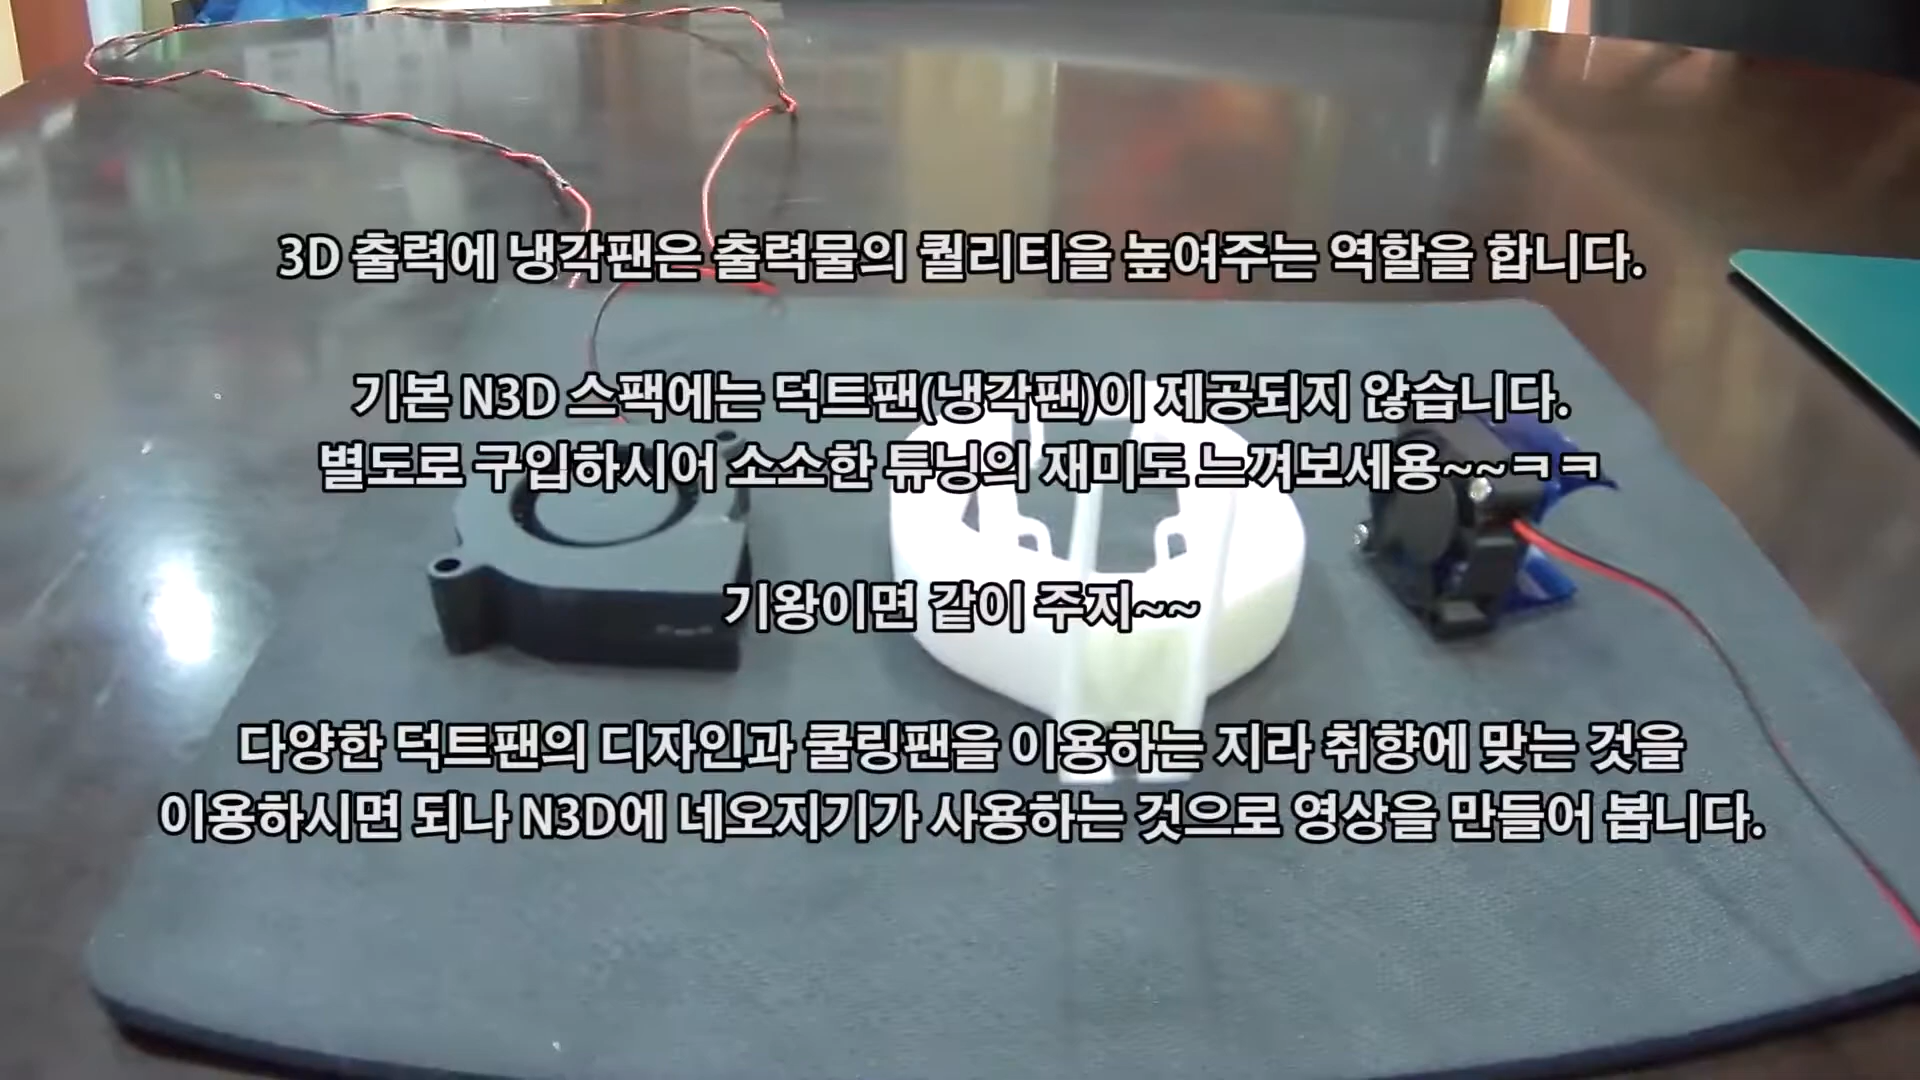 3D 출력에 냉각팬은 출력물의 퀄리티을 높여주는 역할을 합니다.
기본 N3D 스팩에는 덕트팬(냉각팬)이 제공되지 않습니다.
별도로 구입하시어 소소한 튜닝의 재미도 느껴보세용~~ㅋㅋ
기왕이면 같이 주지~~
다양한 덕트팬의 디자인과 쿨링팬을 이용하는 지라 취향에 맞는 것을
이용하시면 되나 N3D에 네오지기가 사용하는 것으로 영상을 만들어 봅니다.